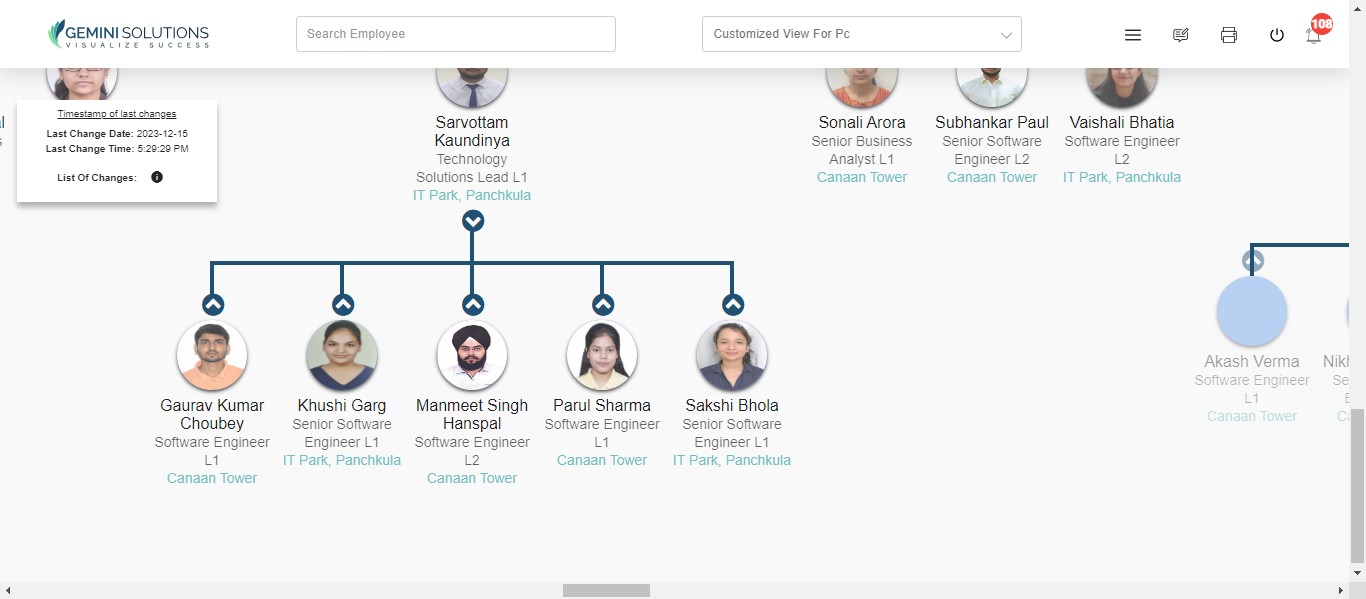 GEMINI SOLUTIONS
VISUALIZE SUCCESS
Search Employee
Customized View For Pc
108
Timestamp of last changes
Last Change Date: 2023-12-15
Last Change Time: 5:29:29 PM
List Of Changes:
Sarvottam
Kaundinya
Technology
Solutions Lead L1
IT Park, Panchkula
Sonali Arora
Senior Business
Analyst L1
Canaan Tower
Subhankar Paul
Senior Software
Engineer L2
Canaan Tower
Vaishali Bhatia
Software Engineer
L2
IT Park, Panchkula
Gaurav Kumar
Choubey
Software Engineer
L1
Canaan Tower
Khushi Garg
Senior Software
Engineer L1
IT Park, Panchkula
Manmeet Singh
Hanspal
Software Engineer
L2
Canaan Tower
Parul Sharma
Software Engineer
L1
Canaan Tower
Sakshi Bhola
Senior Software
Engineer L1
IT Park, Panchkula
Akash Verma
Software Engineer
L1
Canaan Tower